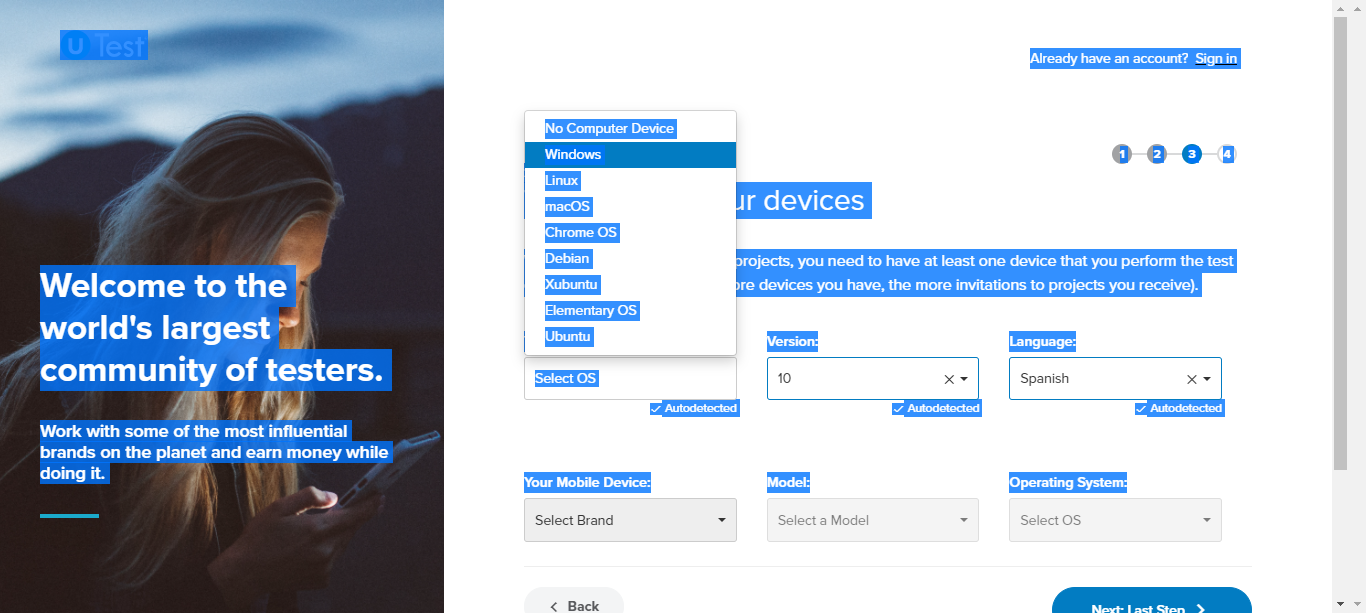 U Test
Already have an account? Sign in
1 2 3 4
No Computer Device
Windows
Linux
macOS
Chrome OS
Debian
Xubuntu
Elementary OS
Ubuntu
ur devices
projects, you need to have at least one device that you perform the test
ore devices you have, the more invitations to projects you receive).
Welcome to the
world's largest
community of testers.
Work with some of the most influential
brands on the planet and earn money while
doing it.
Version:
Language:
Select OS
10
Spanish
Autodetected
Autodetected
Autodetected
Your Mobile Device:
Model:
Operating System:
Select Brand
Select a Model
Select OS
Back
Next: Last Step